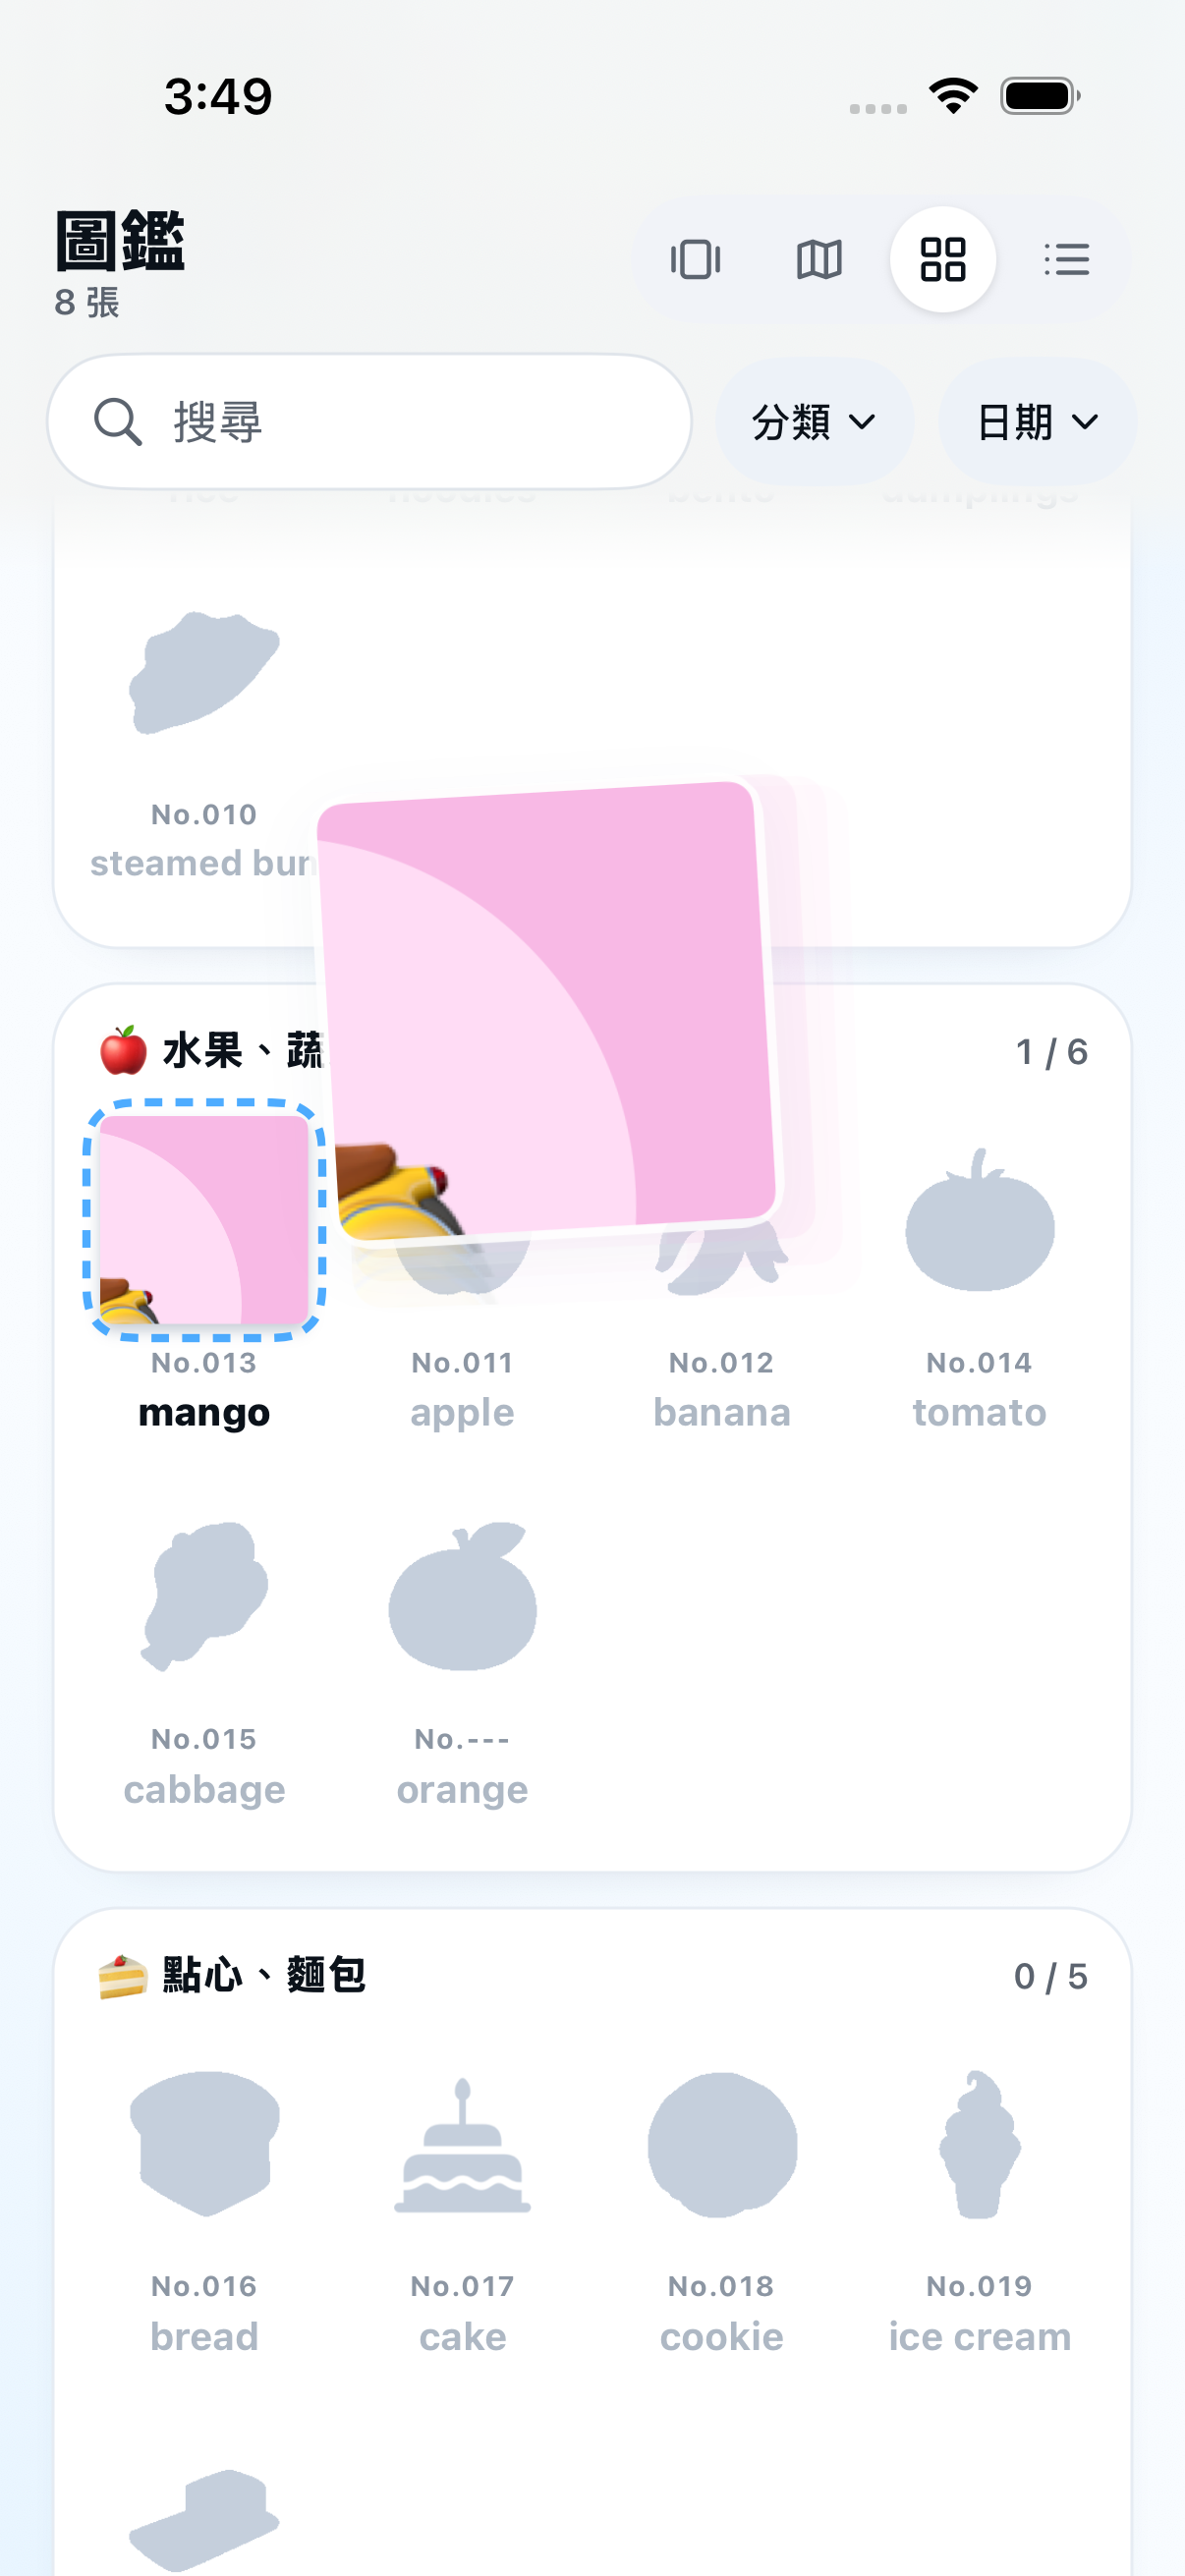 3:49
圖鑑
8 張
搜尋
分類
日期
No.010
steamed bun
水果、蔬
1 / 6
No.013
No.011
No.012
No.014
mango
apple
banana
tomato
No.015
No.---
cabbage
orange
點心、麵包
0 / 5
No.016
No.017
No.018
No.019
bread
cake
cookie
ice cream